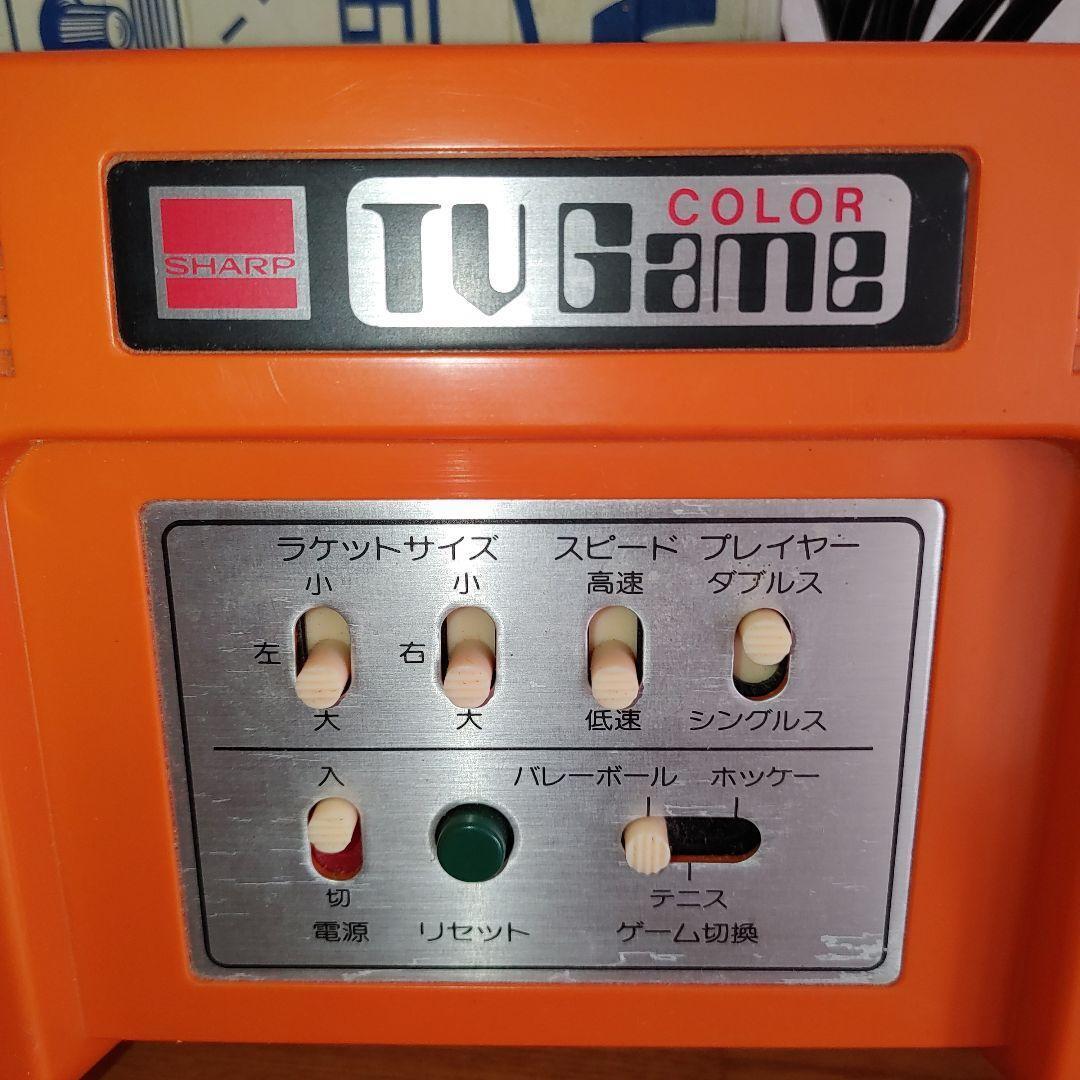 SHARP
TV Game
COLOR
ラケットサイズ スピード プレイヤー
小 小 高速 ダブルス
左 右
大 大 低速 シングルス
入 バレーボール ホッケー
切 テニス
電源 リセット ゲーム切換